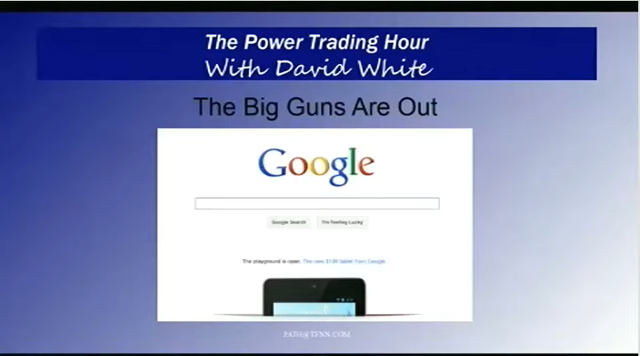 The Power Trading Hour
With David White
The Big Guns Are Out
Google
Google Search I'm Feeling Lucky
The playground is open. The new $199 tablet from Google